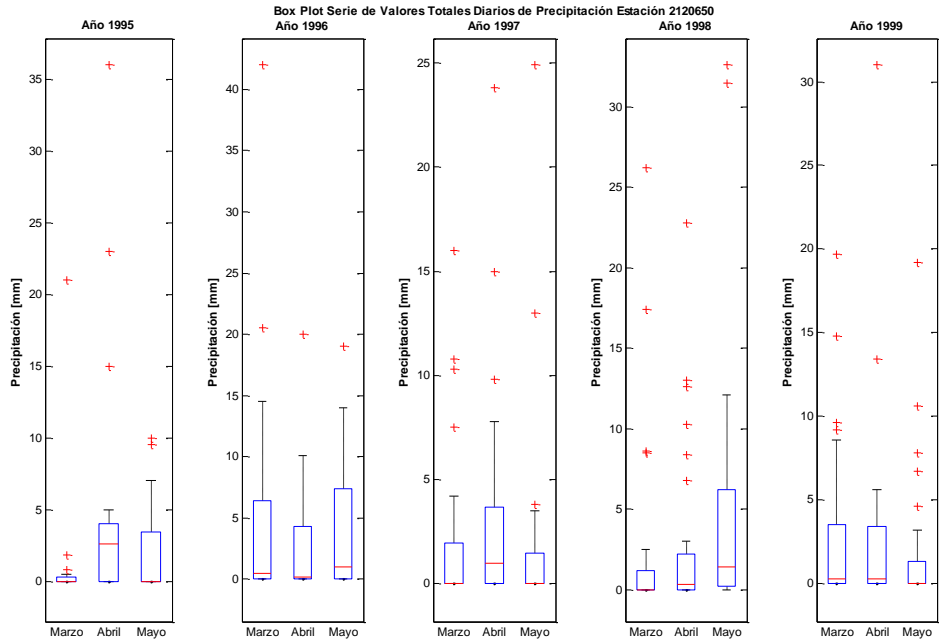 Box Plot Serie de Valores Totales Diarios de Precipitación Estación 2120650
Año 1995
Precipitación [mm]
35
30
25
20
15
10
5
0
Marzo Abril Mayo
Año 1996
Precipitación [mm]
40
35
30
25
20
15
10
5
0
Marzo Abril Mayo
Año 1997
Precipitación [mm]
25
20
15
10
5
0
Marzo Abril Mayo
Año 1998
Precipitación [mm]
30
25
20
15
10
5
0
Marzo Abril Mayo
Año 1999
Precipitación [mm]
30
25
20
15
10
5
0
Marzo Abril Mayo